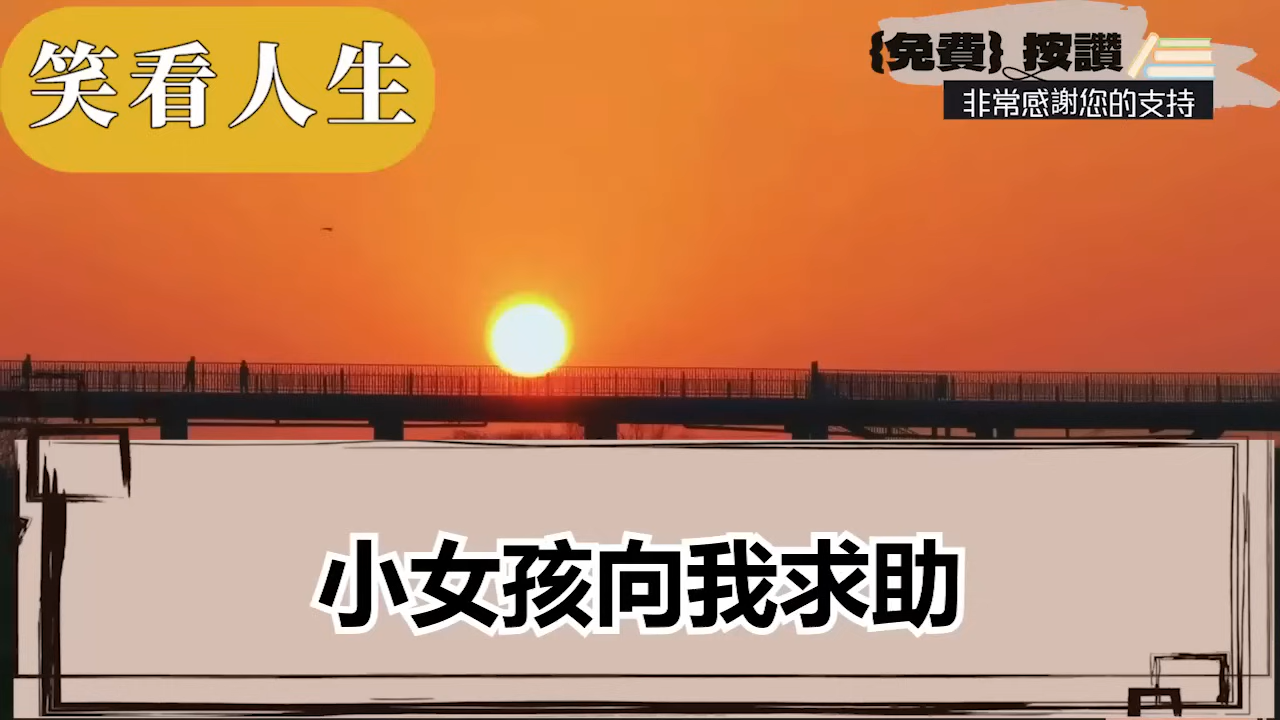 笑看人生
{免費} 按讚
非常感謝您的支持
小女孩向我求助